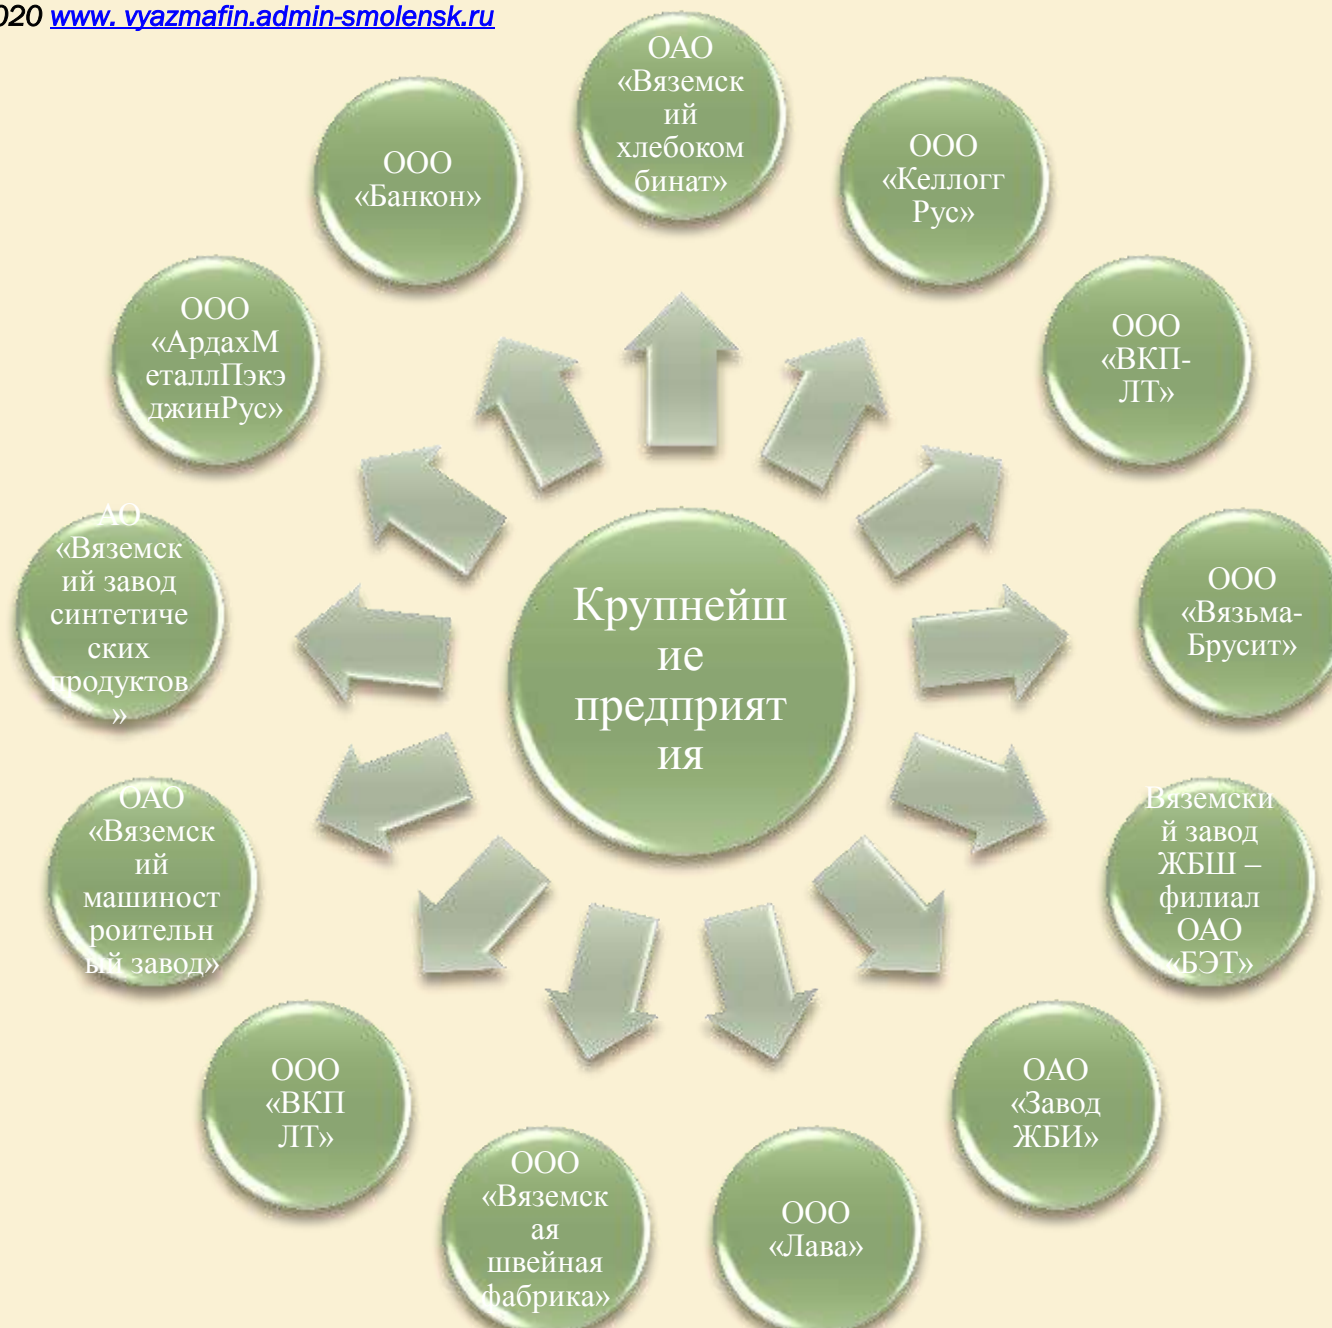 020 www. vyazmafin.admin-smolensk.ru
ОАО
«Вяземск
ий
хлебоком
бинат»
ООО
«Келлогг
Рус»
ООО
«ВКП-
ЛТ»
ООО
«Вязьма-
Брусит»
Вяземски
й завод
ЖБШ –
филиал
ОАО
«БЭТ»
ОАО
«Завод
ЖБИ»
ООО
«Лава»
ООО
«Вяземск
ая
швейная
фабрика»
ООО
«ВКП
ЛТ»
ОАО
«Вяземск
ий
машиност
роительн
ый завод»
АО
«Вяземск
ий завод
синтетиче
ских
продуктов
»
ООО
«АрдахМ
еталлПэкэ
джинРус»
ООО
«Банкон»
Крупнейш
ие
предприят
ия